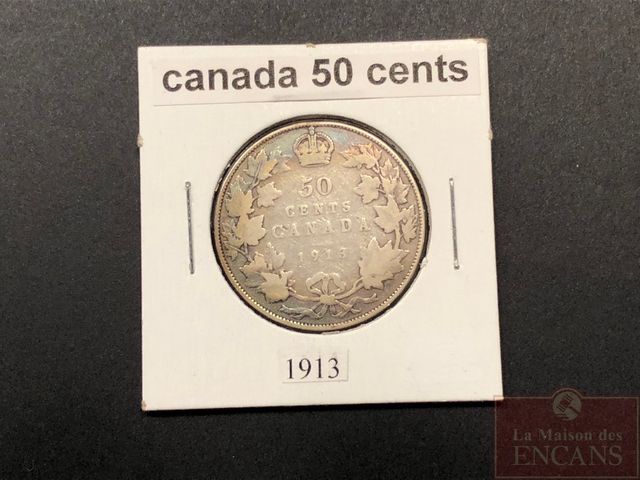 canada 50 cents
50
CENTS
CANADA
1913
1913
La Maison des
ENCANS